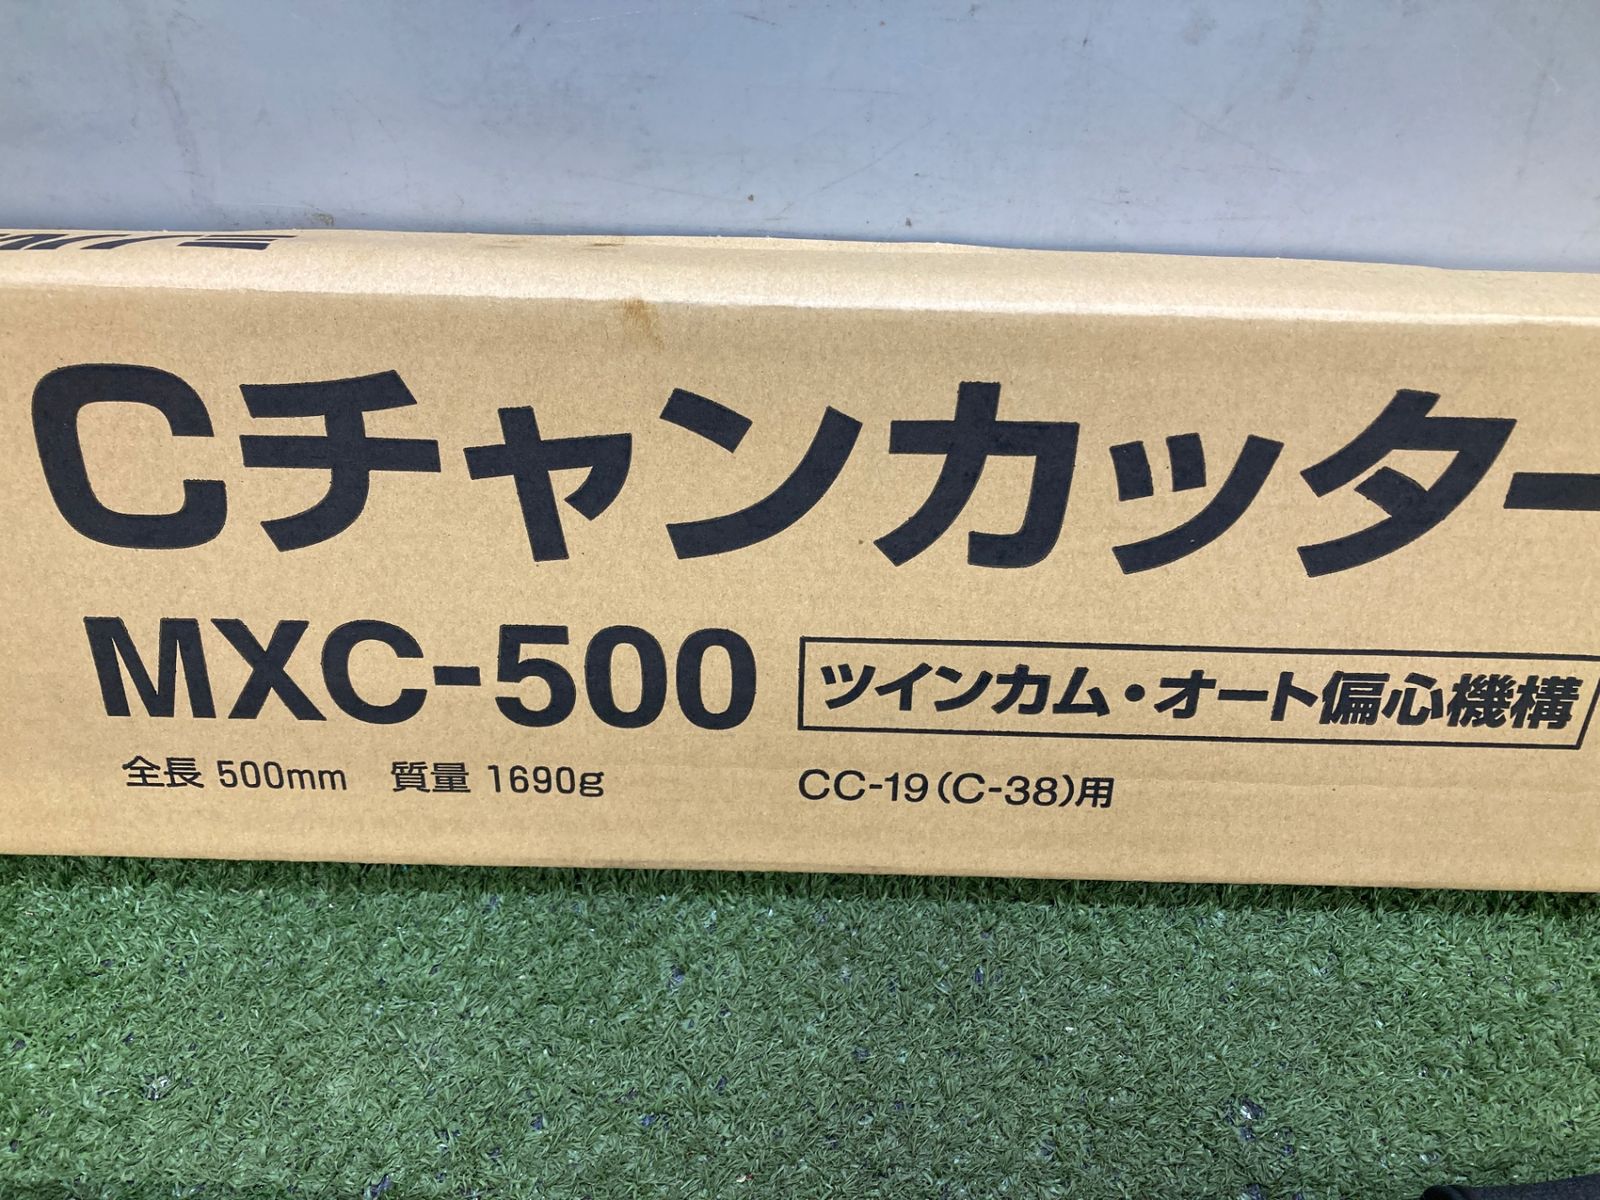 Cチャンカッター
MXC-500
ツインカム・オート偏心機構
全長 500mm 質量 1690g
CC-19(C-38)用